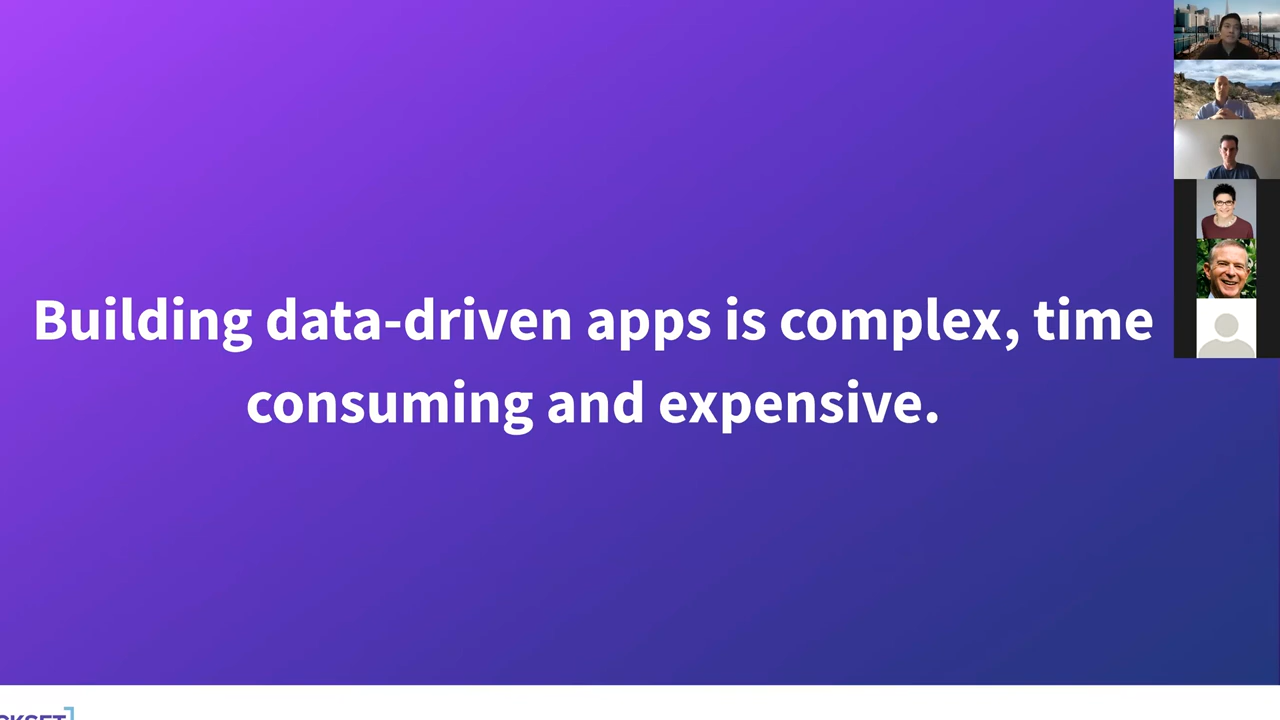 Building data-driven apps is complex, time
consuming and expensive.